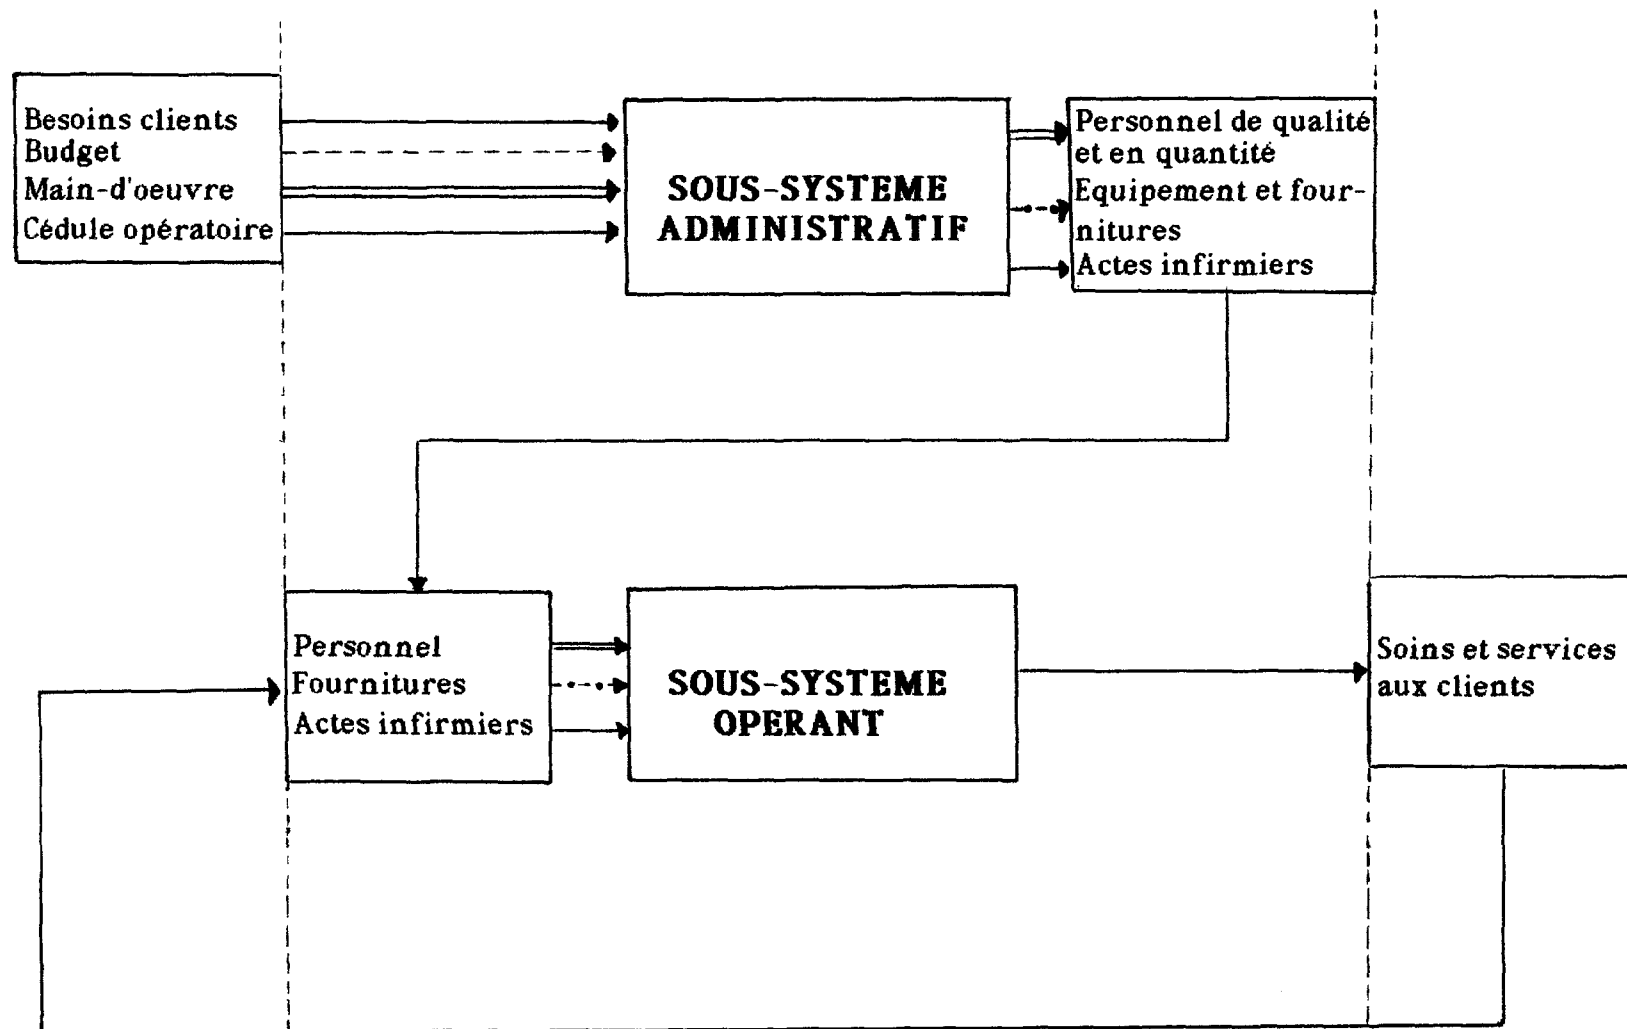 Besoins clients
Budget
Main-d'oeuvre
Cédule opératoire
SOUS-SYSTEME
ADMINISTRATIF
Personnel de qualité
et en quantité
Equipement et four-
nitures
Actes infirmiers
Personnel
Fournitures
Actes infirmiers
SOUS-SYSTEME
OPERANT
Soins et services
aux clients